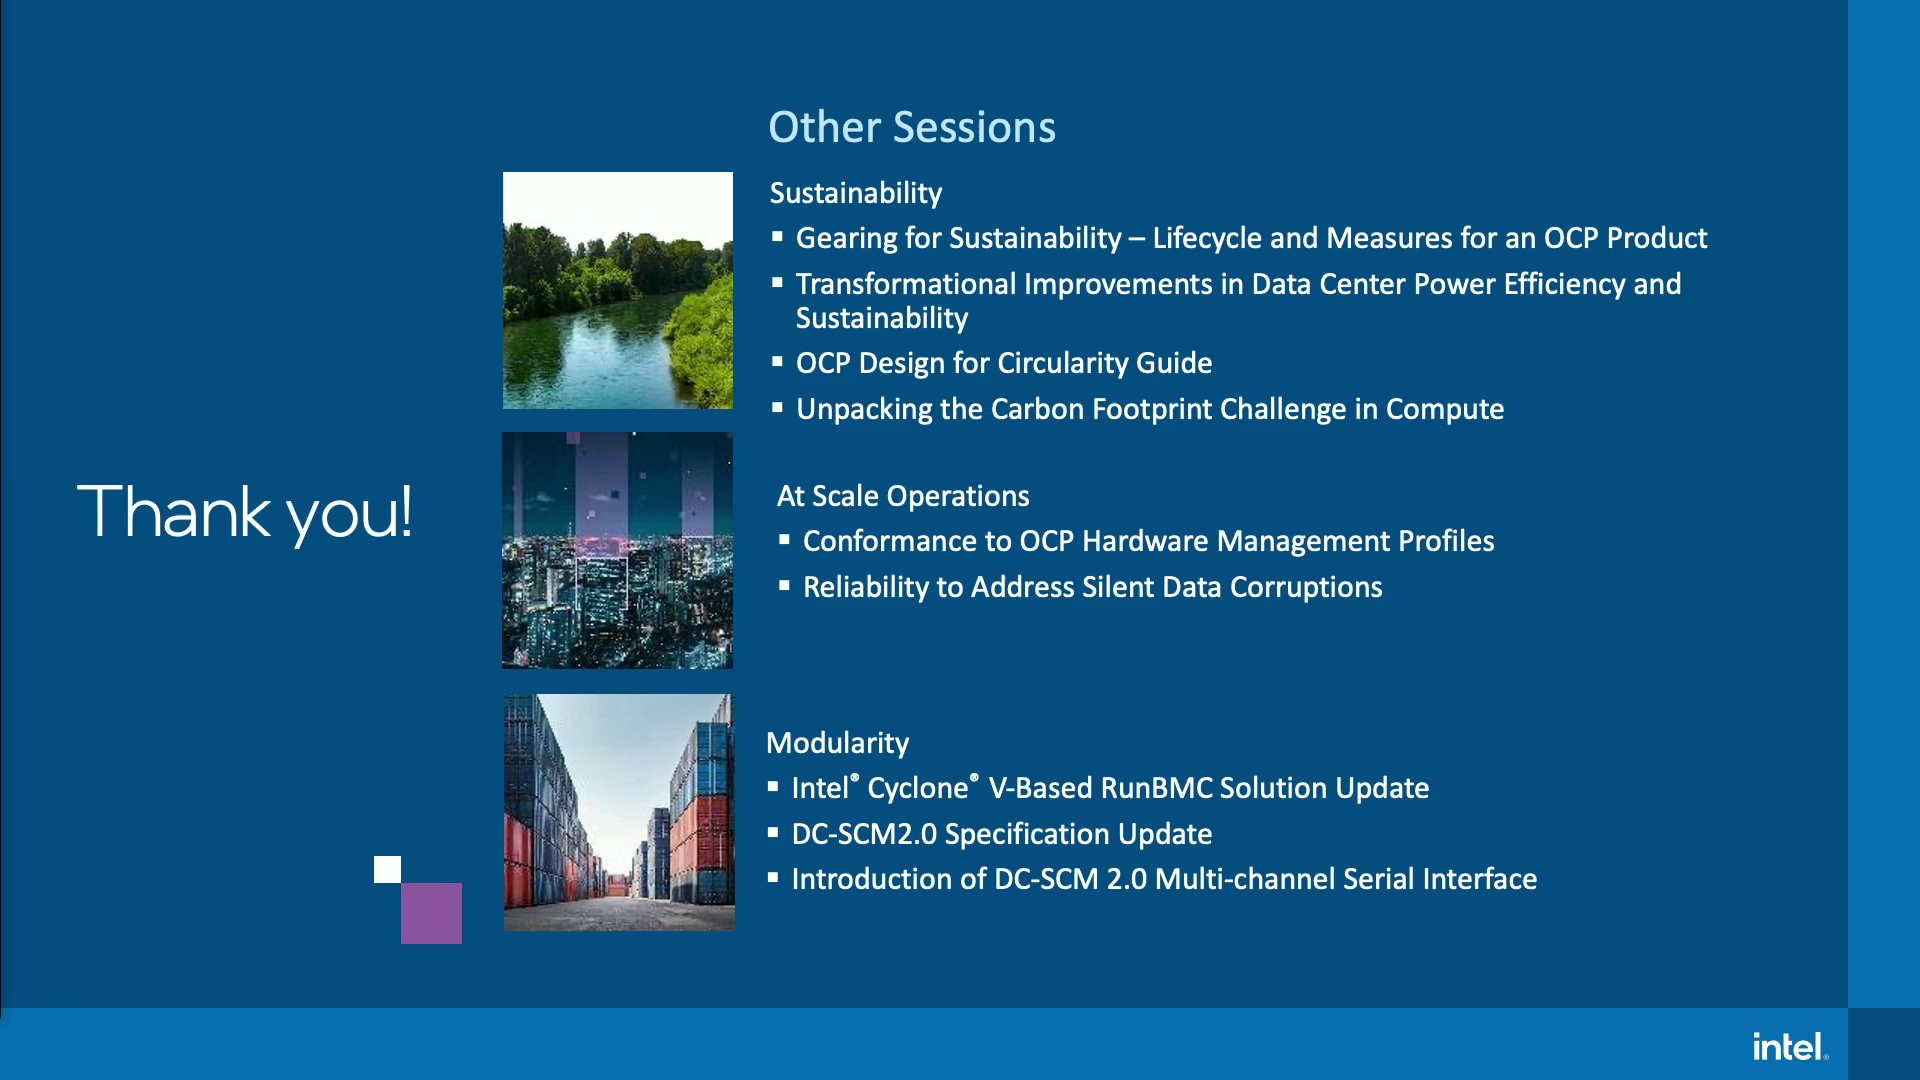 Thank you!
Other Sessions
Sustainability
▪ Gearing for Sustainability – Lifecycle and Measures for an OCP Product
▪ Transformational Improvements in Data Center Power Efficiency and
Sustainability
▪ OCP Design for Circularity Guide
▪ Unpacking the Carbon Footprint Challenge in Compute
At Scale Operations
▪ Conformance to OCP Hardware Management Profiles
▪ Reliability to Address Silent Data Corruptions
Modularity
▪ Intel® Cyclone® V-Based RunBMC Solution Update
▪ DC-SCM2.0 Specification Update
▪ Introduction of DC-SCM 2.0 Multi-channel Serial Interface
intel®